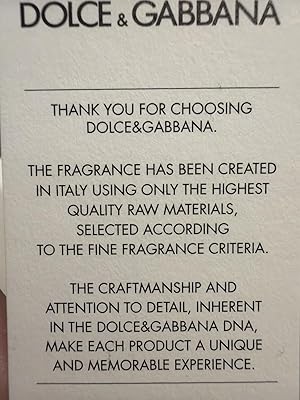 DOLCE & GABBANA
THANK YOU FOR CHOOSING
DOLCE&GABBANA.
THE FRAGRANCE HAS BEEN CREATED
IN ITALY USING ONLY THE HIGHEST
QUALITY RAW MATERIALS,
SELECTED ACCORDING
TO THE FINE FRAGRANCE CRITERIA.
THE CRAFTMANSHIP AND
ATTENTION TO DETAIL, INHERENT
IN THE DOLCE&GABBANA DNA,
MAKE EACH PRODUCT A UNIQUE
AND MEMORABLE EXPERIENCE.